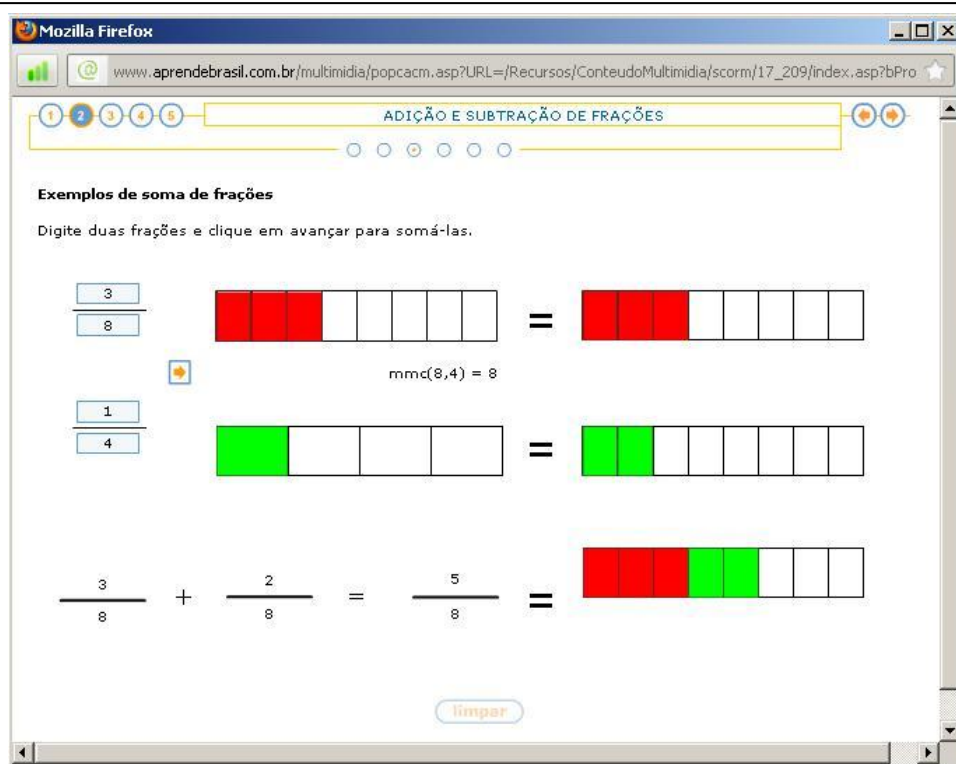 Mozilla Firefox
www.aprendebrasil.com.br/multimidia/popcacm.asp?URL=/Recursos/ConteudoMultimidia/scorm/17_209/index.asp?bPro
1 2 3 4 5
ADIÇÃO E SUBTRAÇÃO DE FRAÇÕES
Exemplos de soma de frações
Digite duas frações e clique em avançar para somá-las.
3
8
=
mmc(8,4) = 8
1
4
=
3 2 5
+ = =
8 8 8
limpar